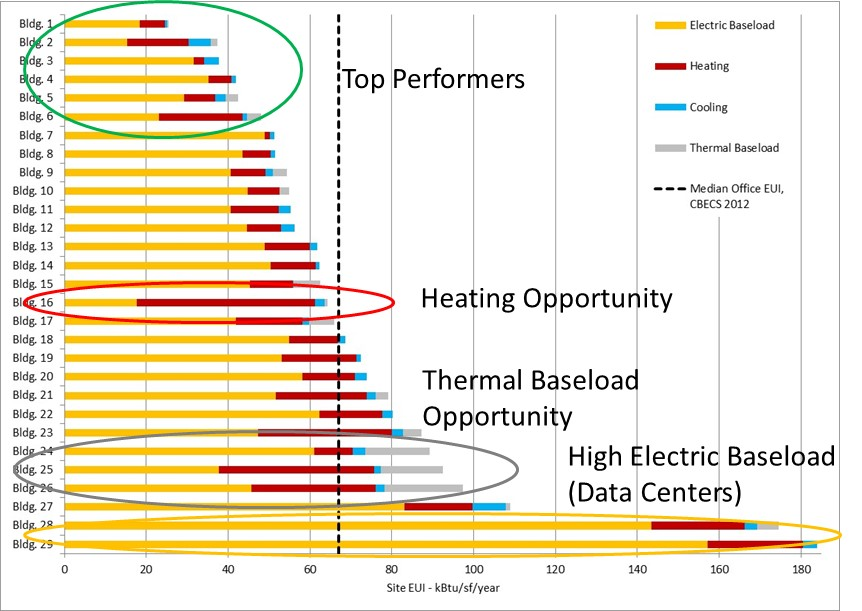 Bldg. 1
Bldg. 2
Bldg. 3
Bldg. 4
Bldg. 5
Bldg. 6
Bldg. 7
Bldg. 8
Bldg. 9
Bldg. 10
Bldg. 11
Bldg. 12
Bldg. 13
Bldg. 14
Bldg. 15
Bldg. 16
Bldg. 17
Bldg. 18
Bldg. 19
Bldg. 20
Bldg. 21
Bldg. 22
Bldg. 23
Bldg. 24
Bldg. 25
Bldg. 26
Bldg. 27
Bldg. 28
Bldg. 29
Top Performers
Heating Opportunity
Thermal Baseload
Opportunity
High Electric Baseload
(Data Centers)
Electric Baseload
Heating
Cooling
Thermal Baseload
Median Office EUI,
CBECS 2012
0 20 40 60 80 100 120 140 160 180
Site EUI - kBtu/sf/year